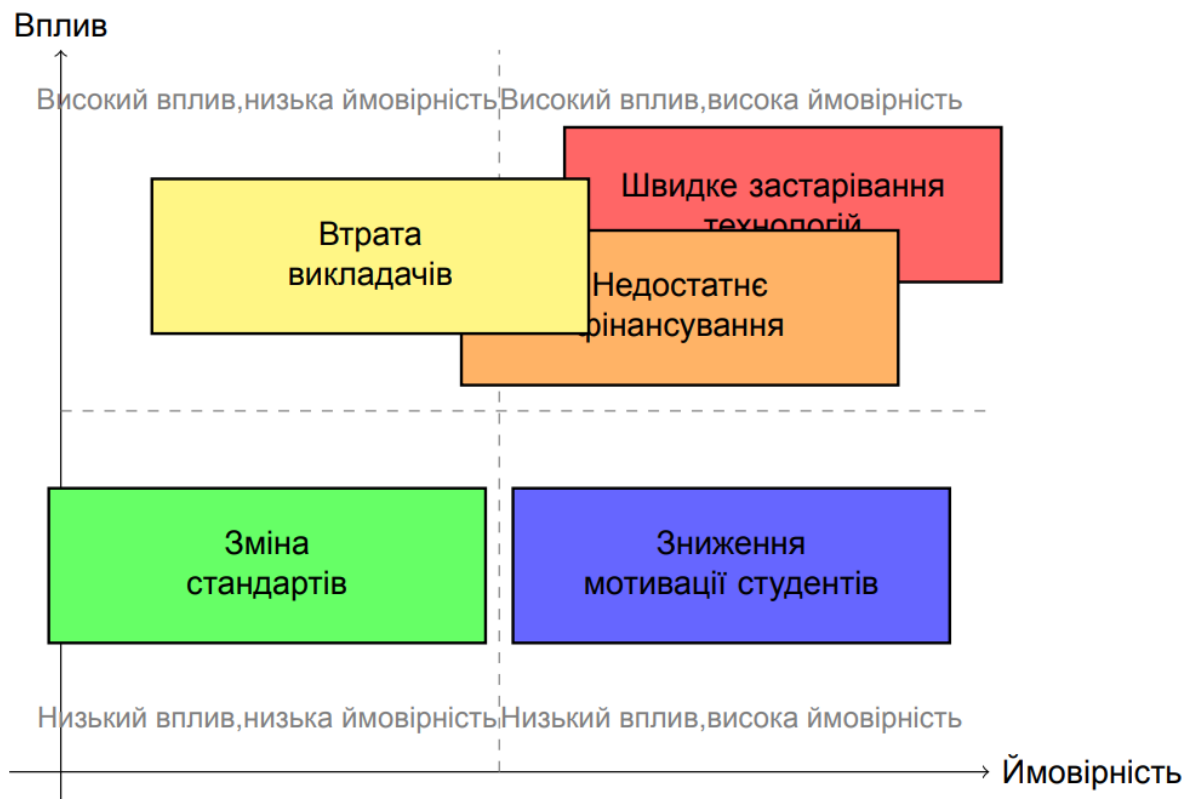 Вплив
Високий вплив,низька ймовірність
Високий вплив,висока ймовірність
Швидке застарівання
технологій
Втрата
викладачів
Недостатнє
фінансування
Зміна
стандартів
Зниження
мотивації студентів
Низький вплив,низька ймовірність
Низький вплив,висока ймовірність
Ймовірність